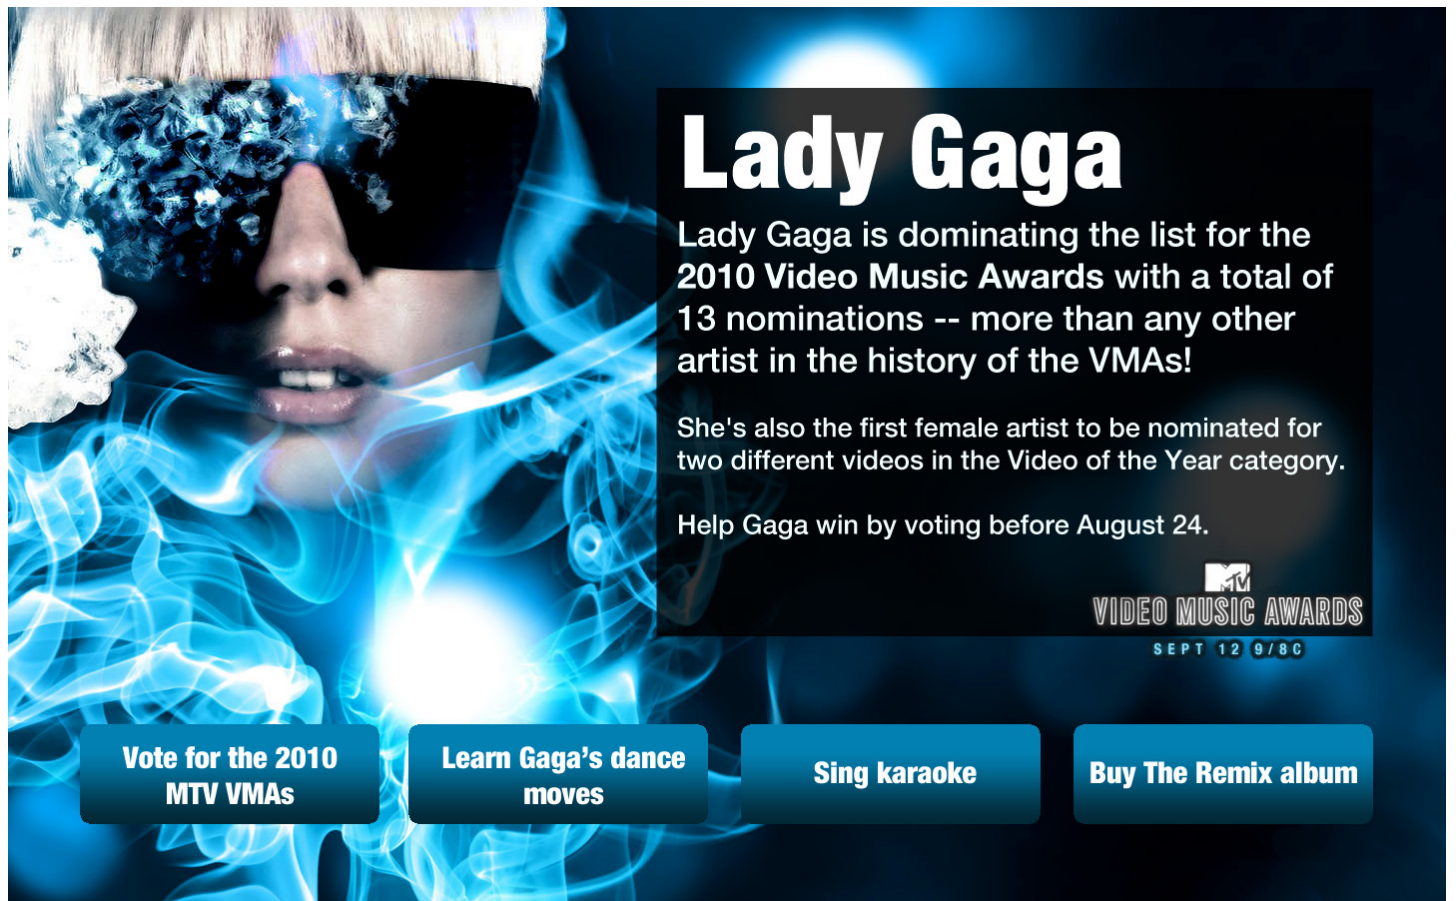 Lady Gaga
Lady Gaga is dominating the list for the
2010 Video Music Awards with a total of
13 nominations -- more than any other
artist in the history of the VMAs!
She's also the first female artist to be nominated for
two different videos in the Video of the Year category.
Help Gaga win by voting before August 24.
MTV
VIDEO MUSIC AWARDS
SEPT 12 9/8C
Vote for the 2010
MTV VMAs
Learn Gaga’s dance
moves
Sing karaoke
Buy The Remix album